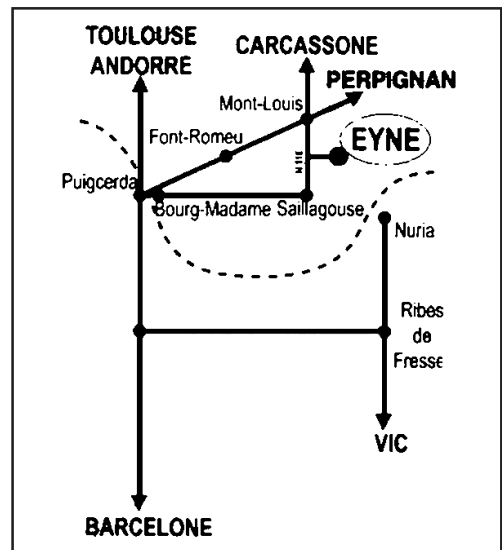 TOULOUSE
ANDORRE
CARCASSONE
PERPIGNAN
Mont-Louis
Font-Romeu
EYNE
N 116
Puigcerda
Bourg-Madame Saillagouse
Nuria
Ribes
de
Fresse
VIC
BARCELONE